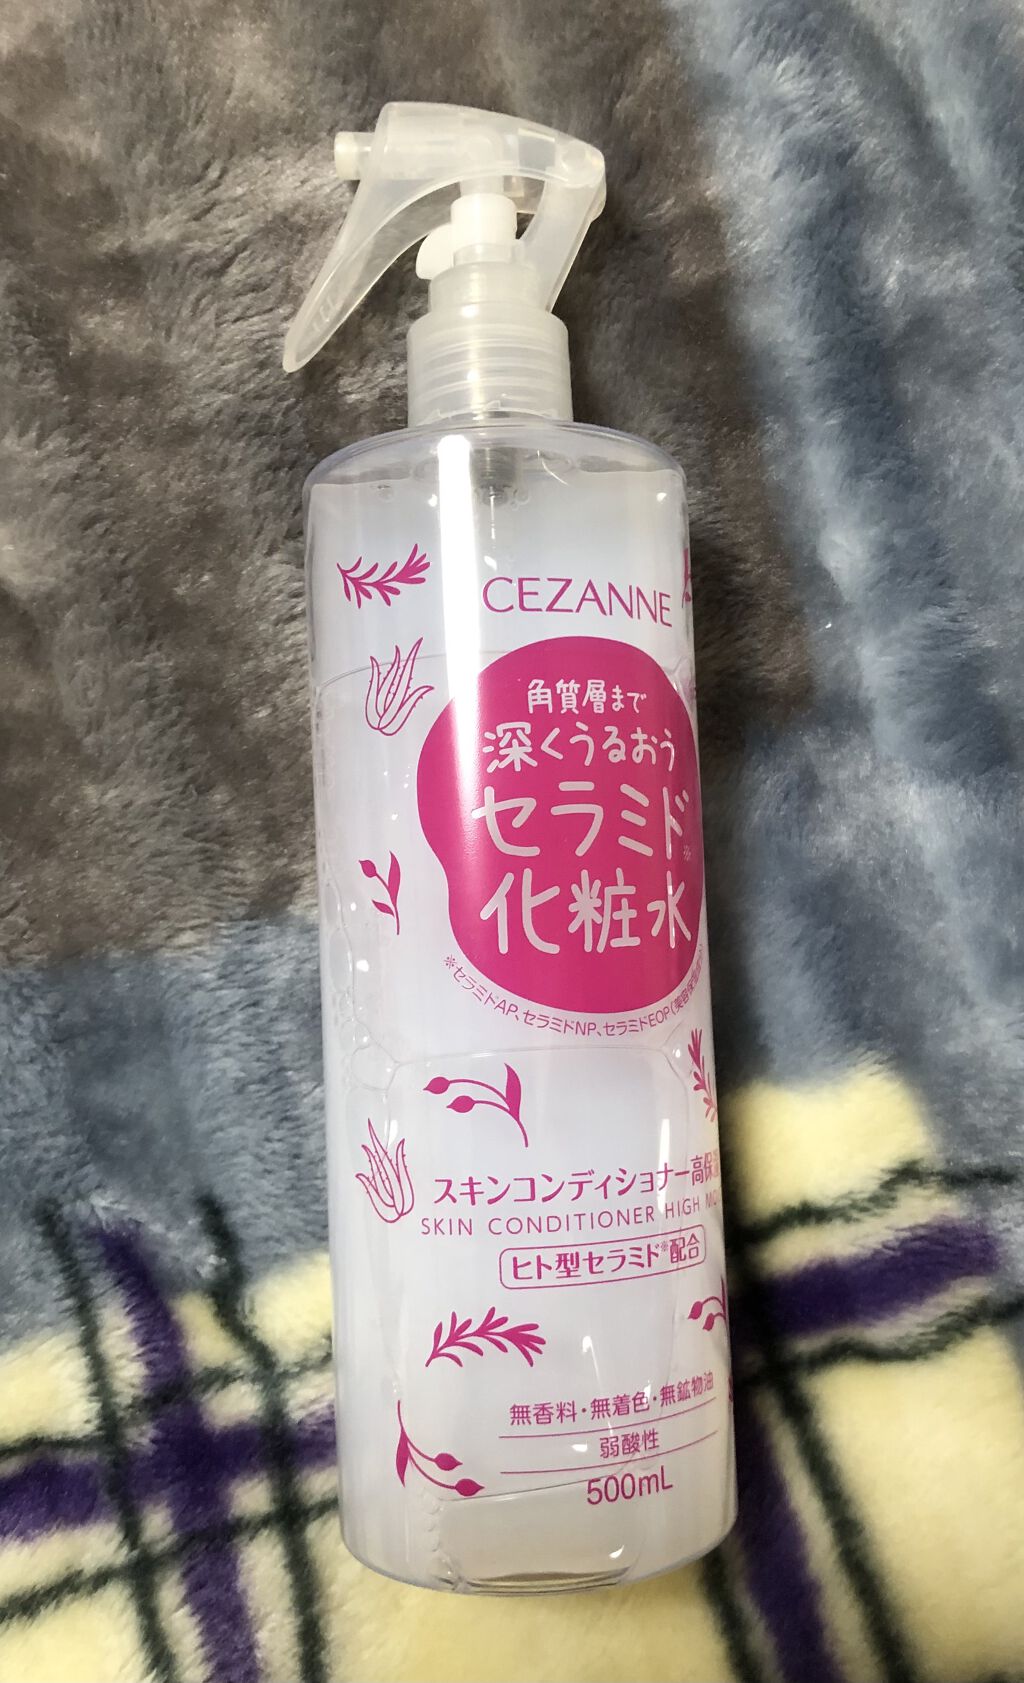 CEZANNE
角質層まで
深くうるおう
セラミド※
化粧水
※セラミドAP、セラミドNP、セラミドEOP(美容保湿
スキンコンディショナー高保
SKIN CONDITIONER HIGH MO
ヒト型セラミド※配合
無香料・無着色・無鉱物油
弱酸性
500mL